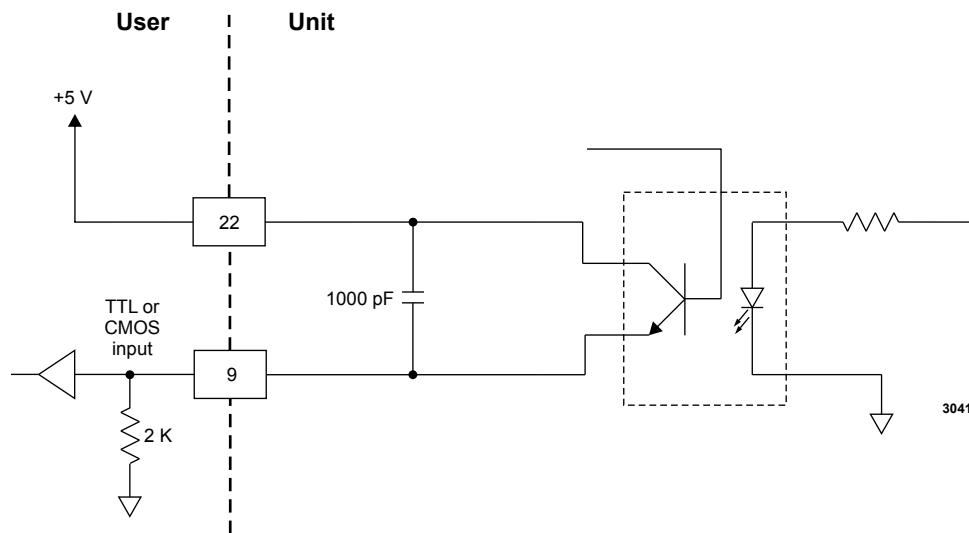 User
Unit
+5 V
22
1000 pF
TTL or
CMOS
input
9
2 K
3041